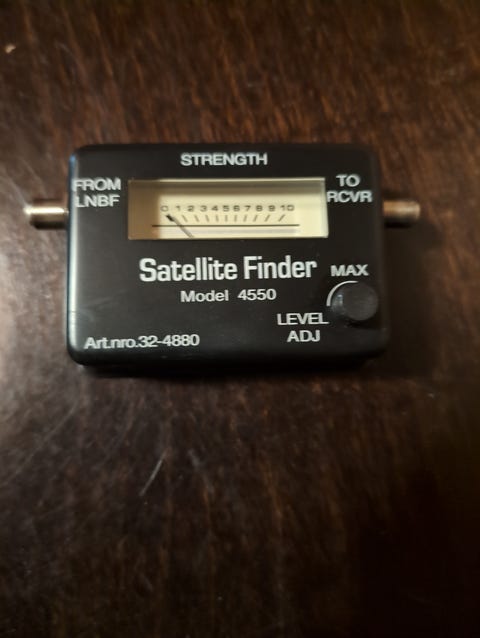 STRENGTH
FROM
LNBF
TO
RCVR
0 1 2 3 4 5 6 7 8 9 10
Satellite Finder
Model 4550
MAX
LEVEL
ADJ
Art.nro.32-4880